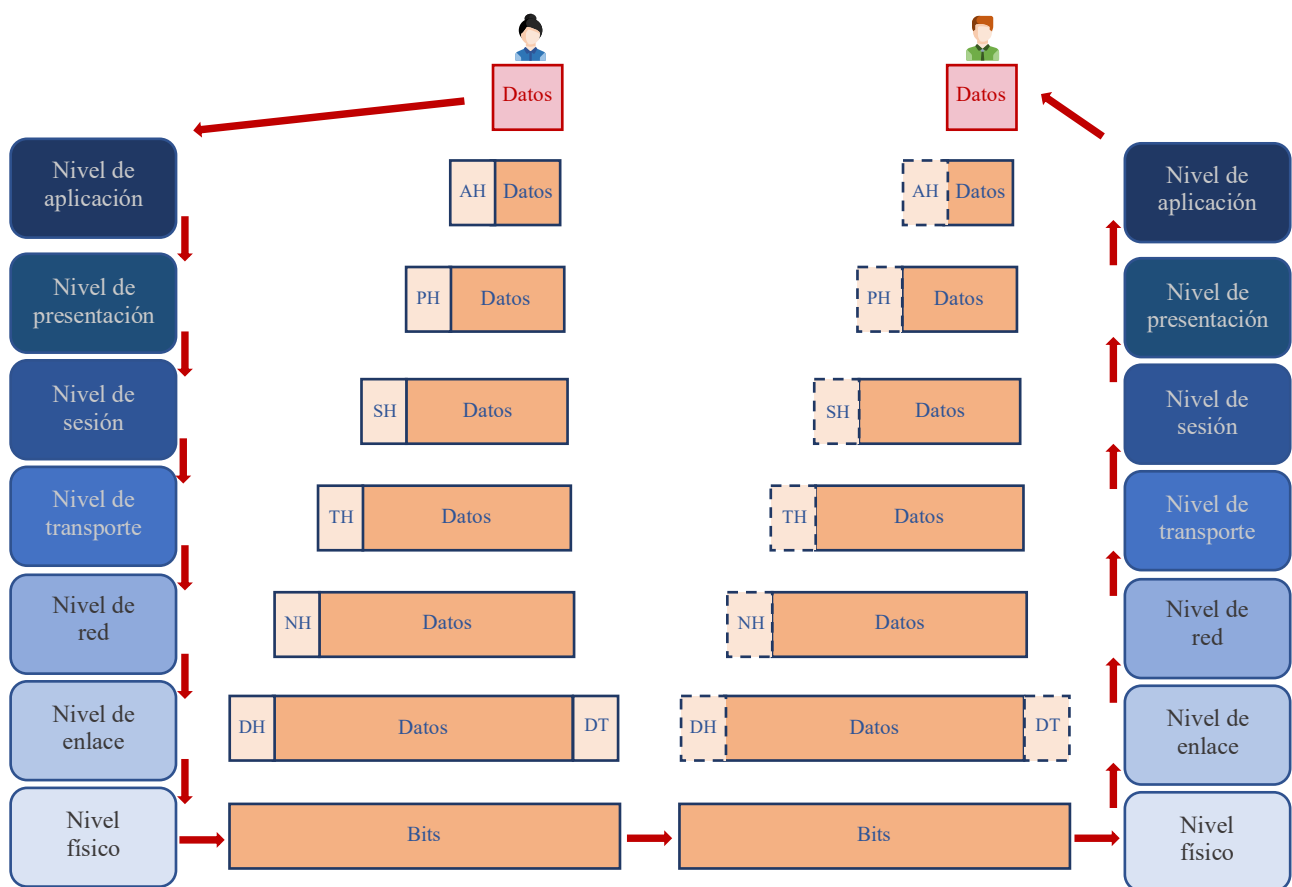 Datos
Datos
Nivel de
aplicación
AH
Datos
AH
Datos
Nivel de
aplicación
Nivel de
presentación
PH
Datos
PH
Datos
Nivel de
presentación
Nivel de
sesión
SH
Datos
SH
Datos
Nivel de
sesión
Nivel de
transporte
TH
Datos
TH
Datos
Nivel de
transporte
Nivel de
red
NH
Datos
NH
Datos
Nivel de
red
Nivel de
enlace
DH
Datos
DT
DH
Datos
DT
Nivel de
enlace
Nivel
físico
Bits
Bits
Nivel
físico